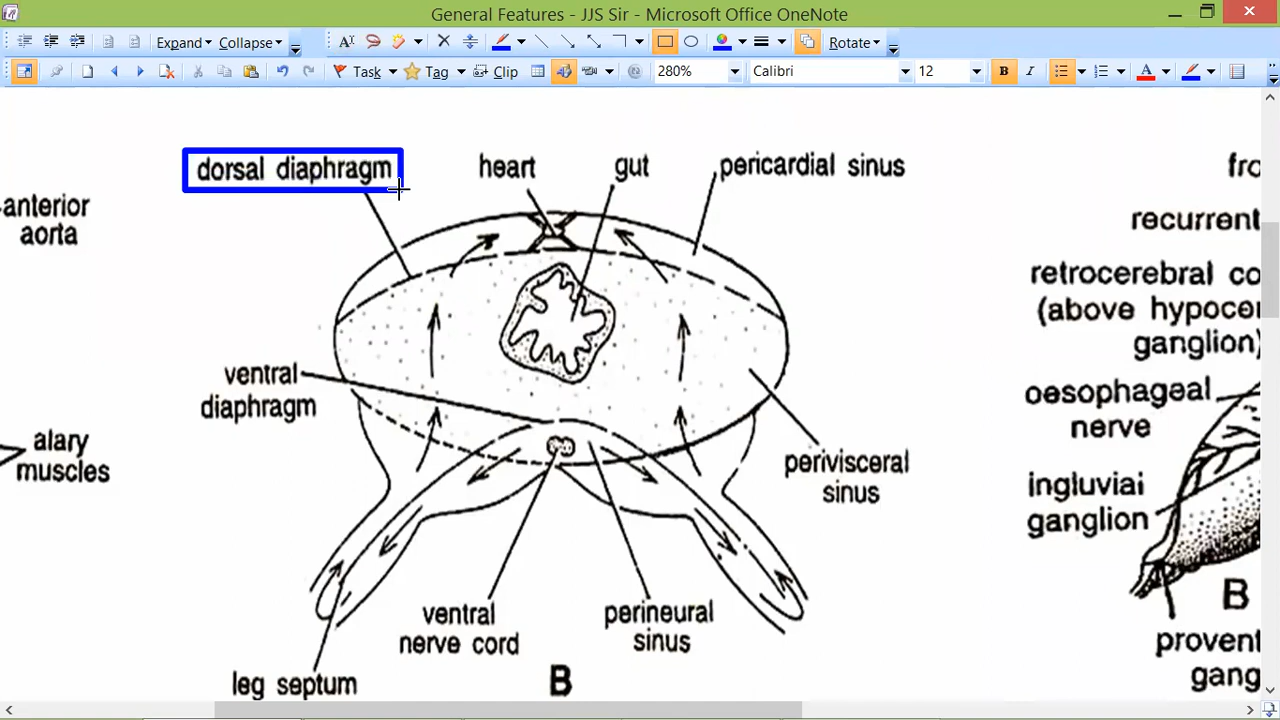 General Features - JJS Sir - Microsoft Office OneNote
Expand Collapse Rotate
Task Tag Clip 280% Calibri 12 B I A
dorsal diaphragm
heart
gut
pericardial sinus
anterior
aorta
ventral
diaphragm
alary
muscles
perivisceral
sinus
ventral
nerve cord
perineural
sinus
leg septum
B
fro
recurrent
retrocerebral co
(above hypocer
ganglion)
oesophageal
nerve
ingluviai
ganglion
B
provent
gang